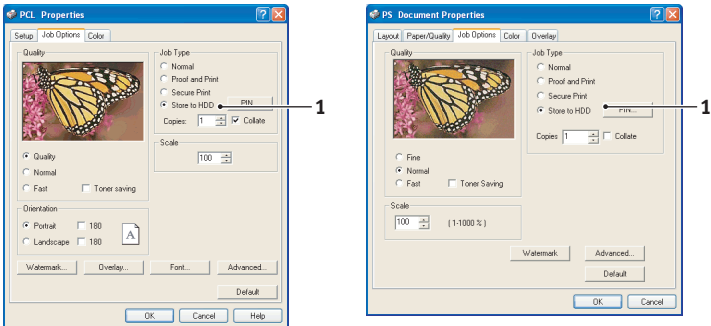 PCL Properties
Setup Job Options Color
Quality
Quality
Normal
Fast Toner saving
Job Type
Normal
Proof and Print
Secure Print
Store to HDD PIN...
Copies: 1 Collate
Scale
100
Orientation
Portrait 180
Landscape 180
A
Watermark... Overlay... Font... Advanced...
Default
OK Cancel Help
1
PS Document Properties
Layout Paper/Quality Job Options Color Overlay
Quality
Fine
Normal
Fast Toner Saving
Job Type
Normal
Proof and Print
Secure Print
Store to HDD PIN...
Copies 1 Collate
Scale
100 ( 1-1000 % )
Watermark Advanced...
Default
OK Cancel
1